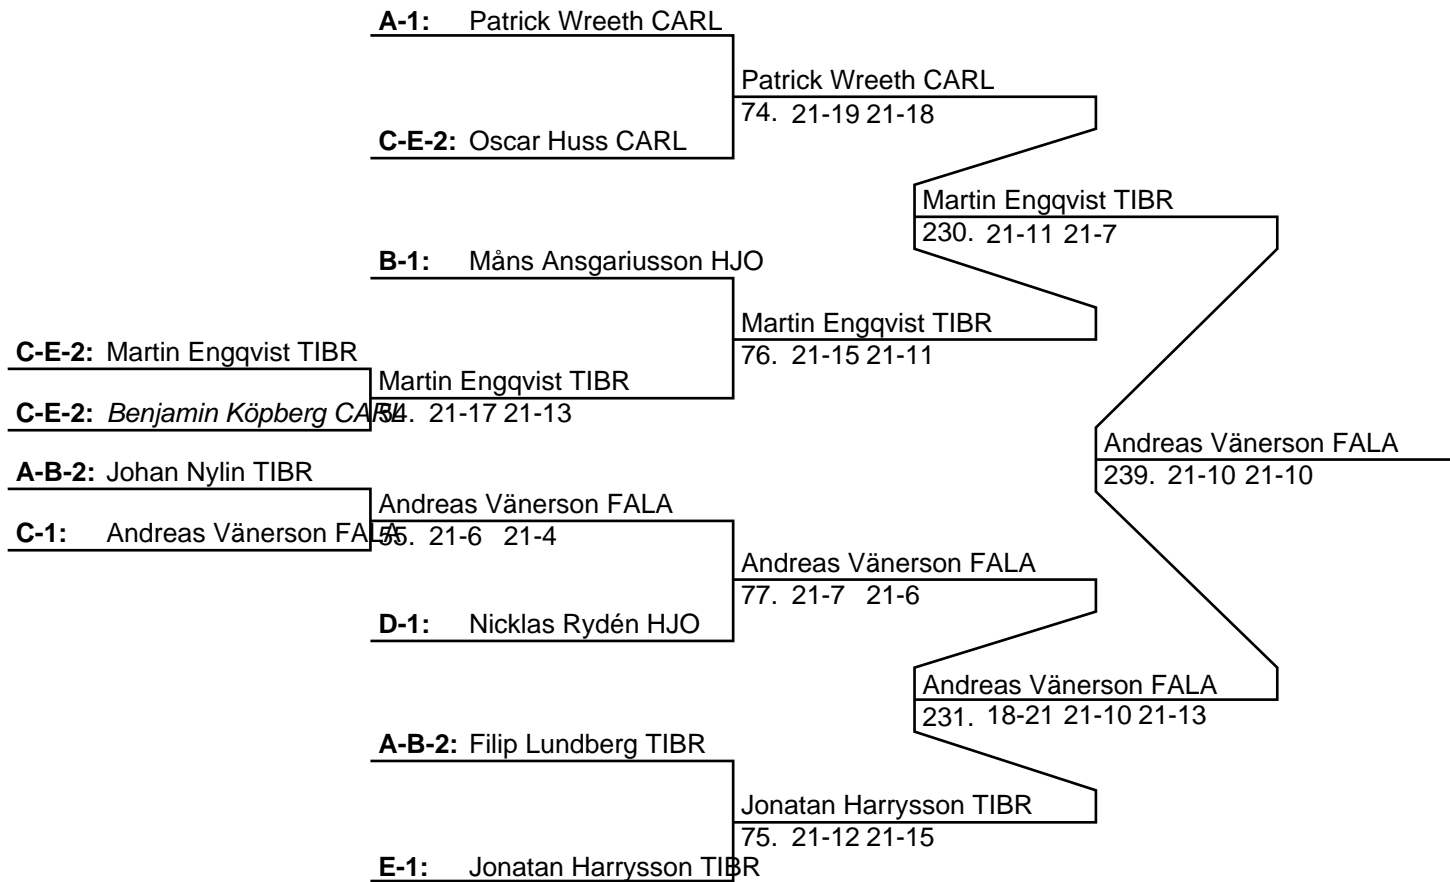 A-1: Patrick Wreeth CARL
Patrick Wreeth CARL
74. 21-19 21-18
C-E-2: Oscar Huss CARL
Martin Engqvist TIBR
230. 21-11 21-7
B-1: Måns Ansgariusson HJO
Martin Engqvist TIBR
76. 21-15 21-11
C-E-2: Martin Engqvist TIBR
Martin Engqvist TIBR
C-E-2: Benjamin Köpberg CARL
54. 21-17 21-13
Andreas Vänerson FALA
239. 21-10 21-10
A-B-2: Johan Nylin TIBR
Andreas Vänerson FALA
C-1: Andreas Vänerson FALA
55. 21-6 21-4
Andreas Vänerson FALA
77. 21-7 21-6
D-1: Nicklas Rydén HJO
Andreas Vänerson FALA
231. 18-21 21-10 21-13
A-B-2: Filip Lundberg TIBR
Jonatan Harrysson TIBR
75. 21-12 21-15
E-1: Jonatan Harrysson TIBR